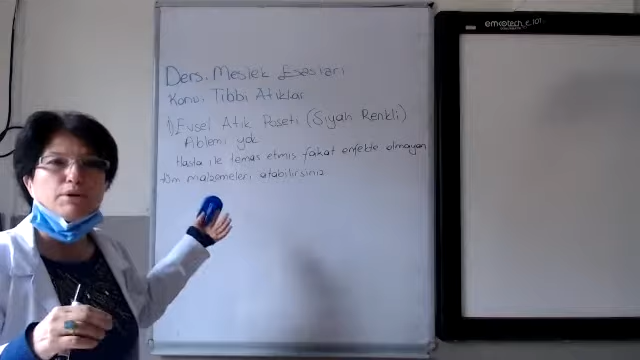 emkotech
Ders. Meslek Esasları
Konu. Tıbbi Atıklar
1) Evsel Atık Poşeti (Siyah Renkli)
Ablemi yok
Hasta ile temas etmiş fakat enfekte olmayan
tüm malzemeleri atabilirsiniz